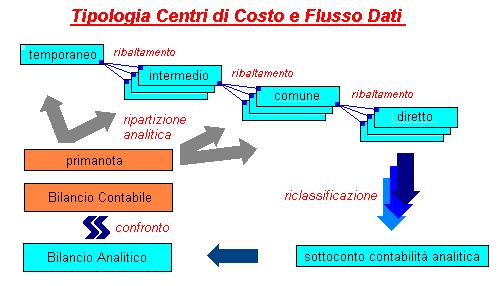 Tipologia Centri di Costo e Flusso Dati
temporaneo
ribaltamento
intermedio
ribaltamento
comune
ribaltamento
diretto
ripartizione
analitica
primanota
Bilancio Contabile
riclassificazione
confronto
Bilancio Analitico
sottoconto contabilità analitica